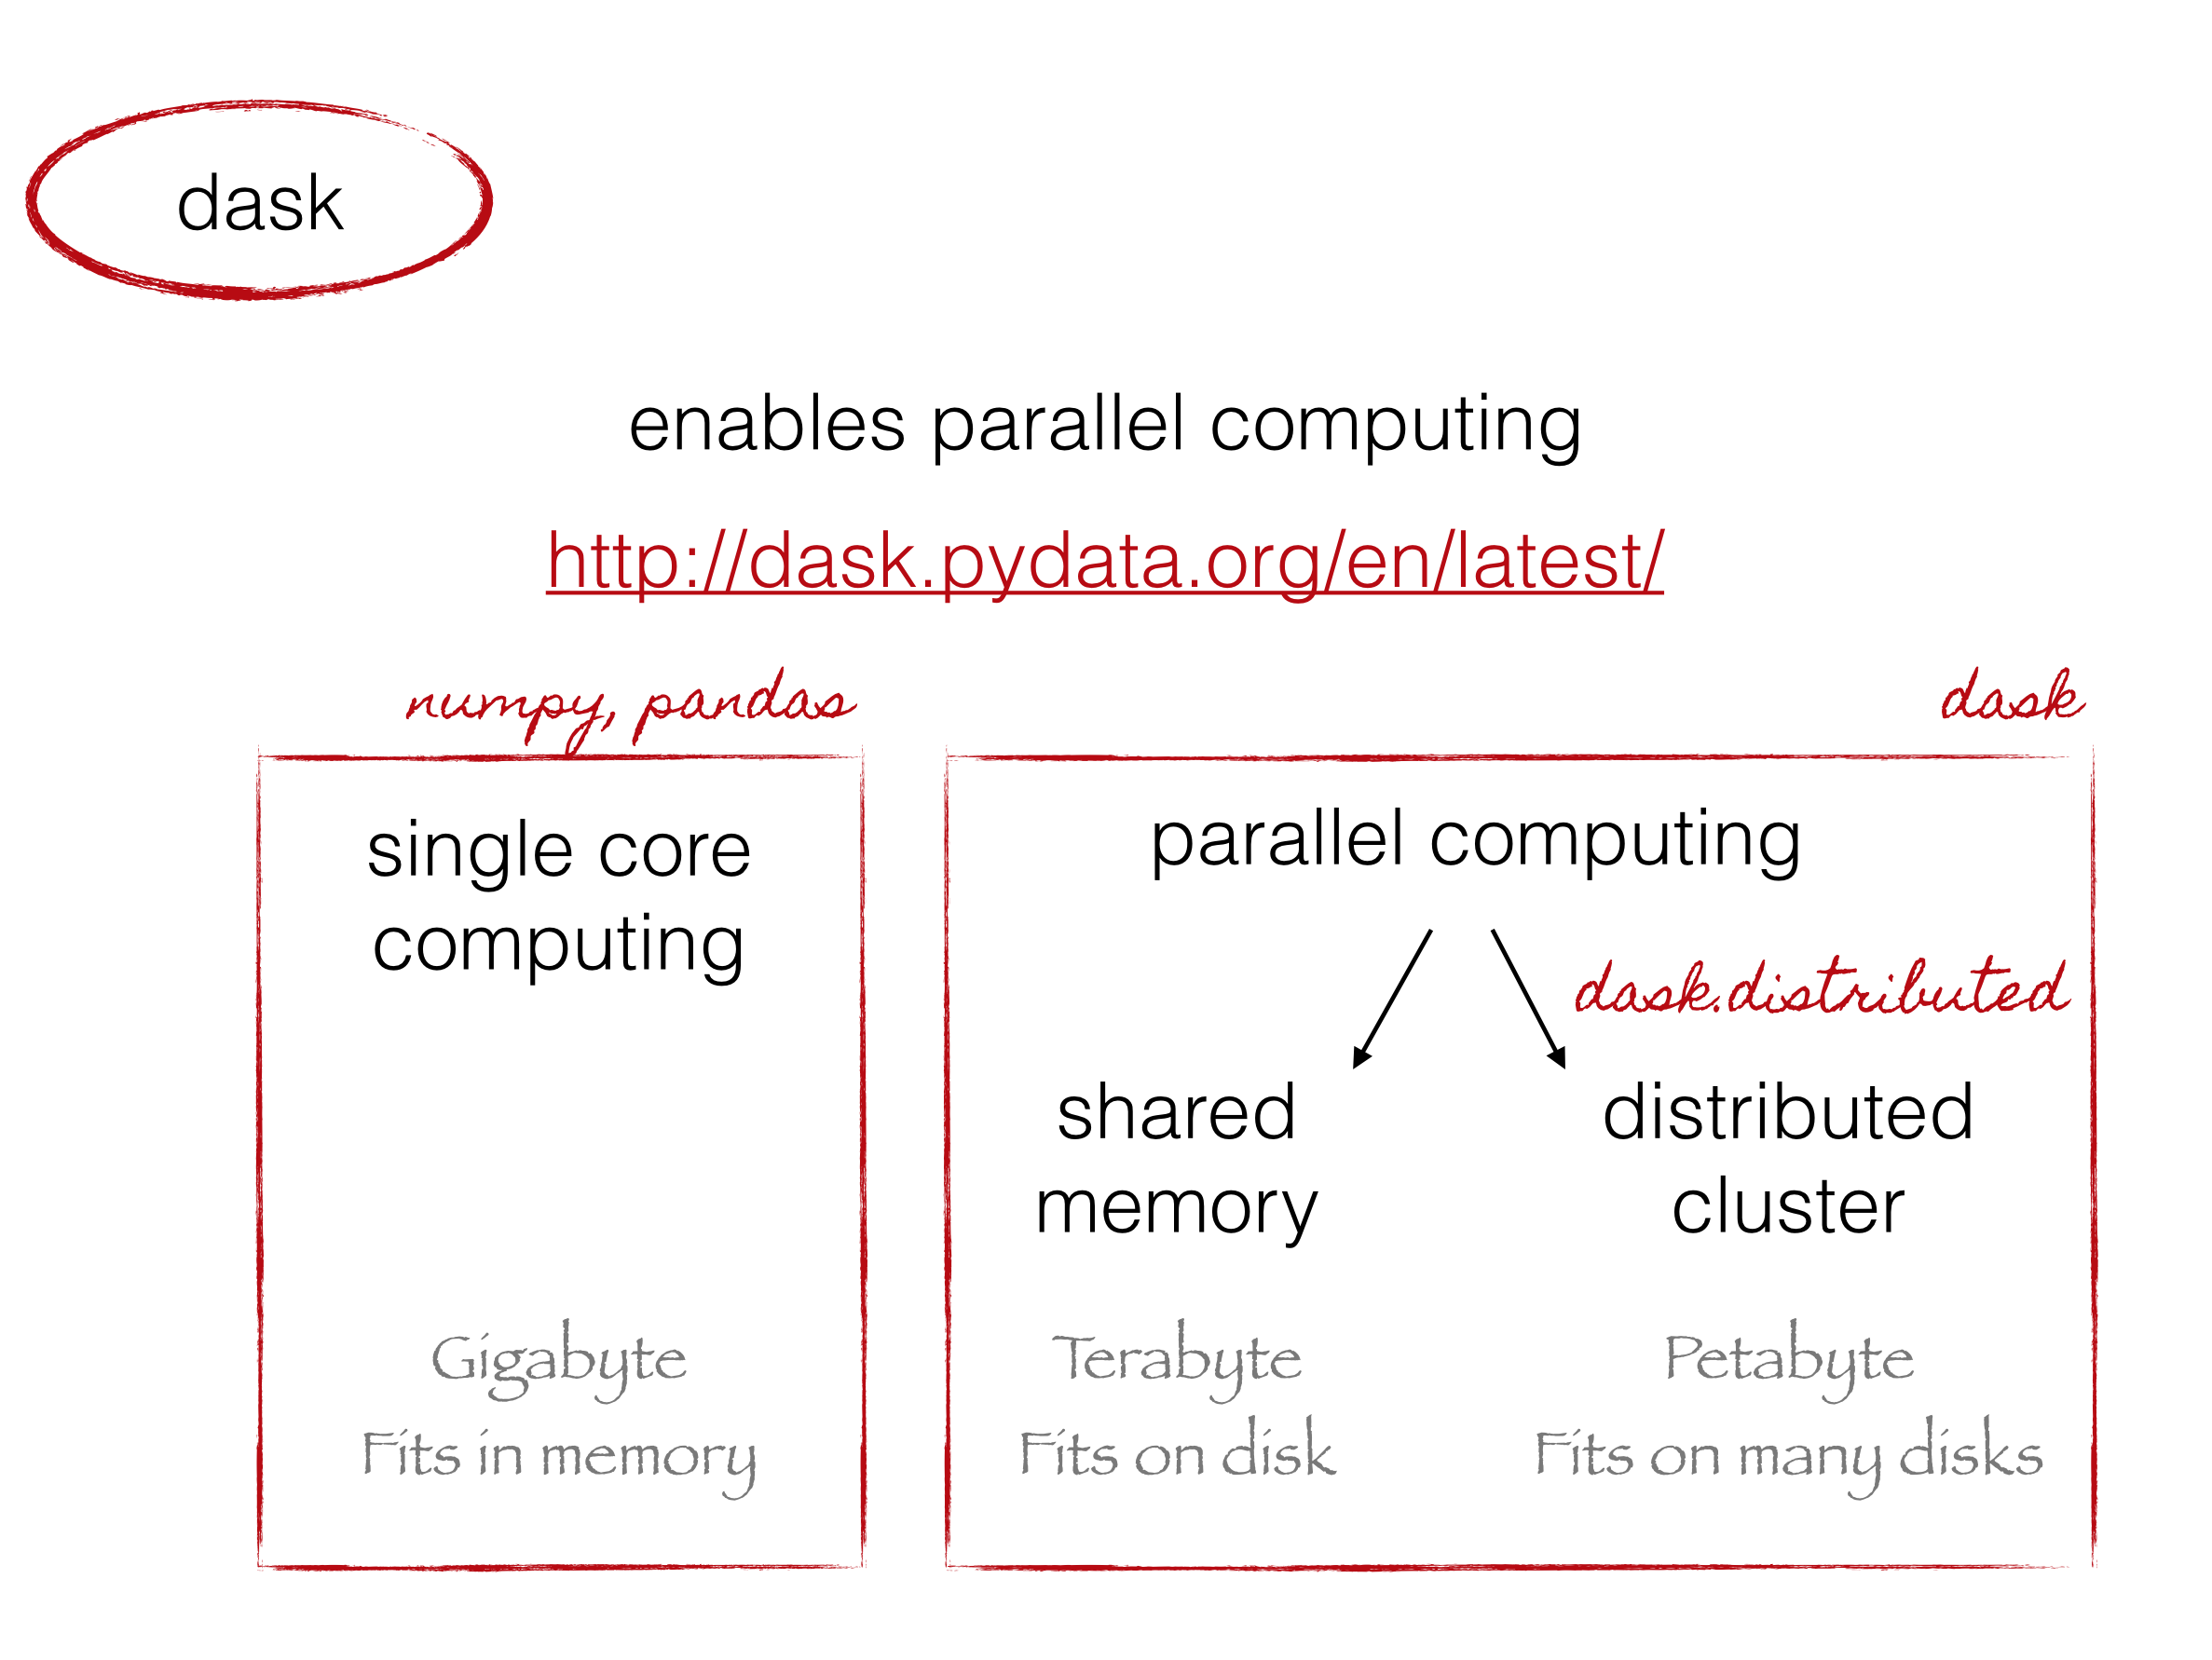 dask
enables parallel computing
http://dask.pydata.org/en/latest/
numpy, pandas
single core
computing
Gigabyte
Fits in memory
dask
parallel computing
dask.distributed
shared
memory
Terabyte
Fits on disk
distributed
cluster
Petabyte
Fits on many disks